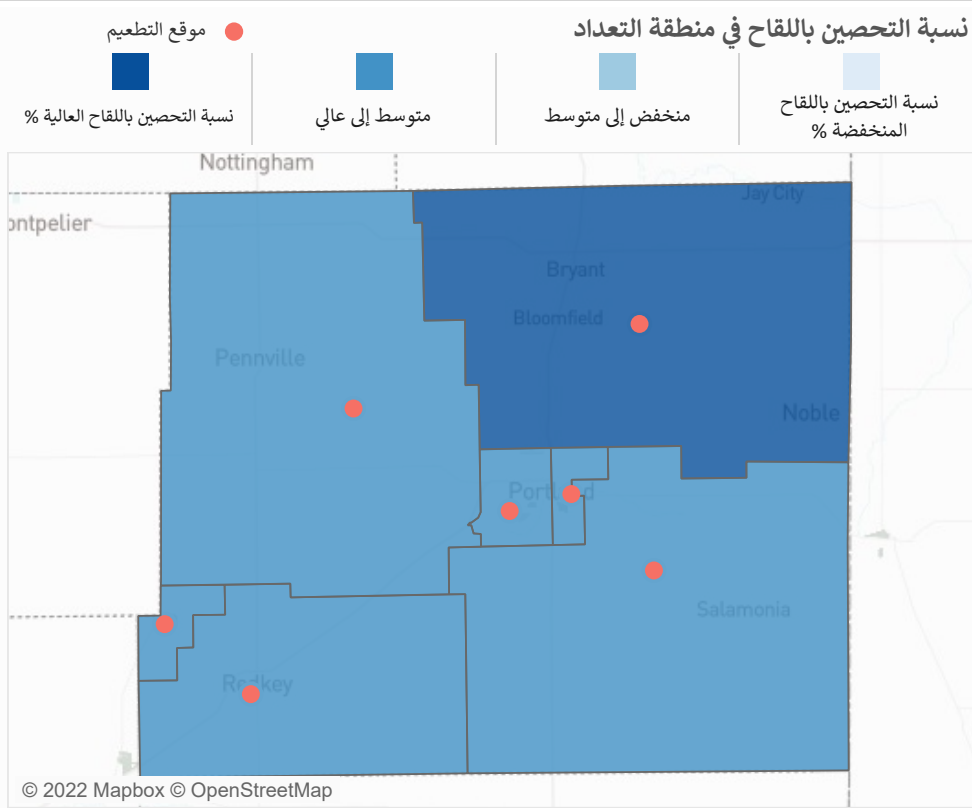 نسبة التحصين باللقاح في منطقة التعداد
موقع التطعيم
نسبة التحصين باللقاح
المنخفضة %
منخفض إلى متوسط
متوسط إلى عالي
نسبة التحصين باللقاح العالية %
Nottingham
Jay City
ontpelier
Bryant
Bloomfield
Pennville
Noble
Portland
Salamonia
Redkey
© 2022 Mapbox © OpenStreetMap